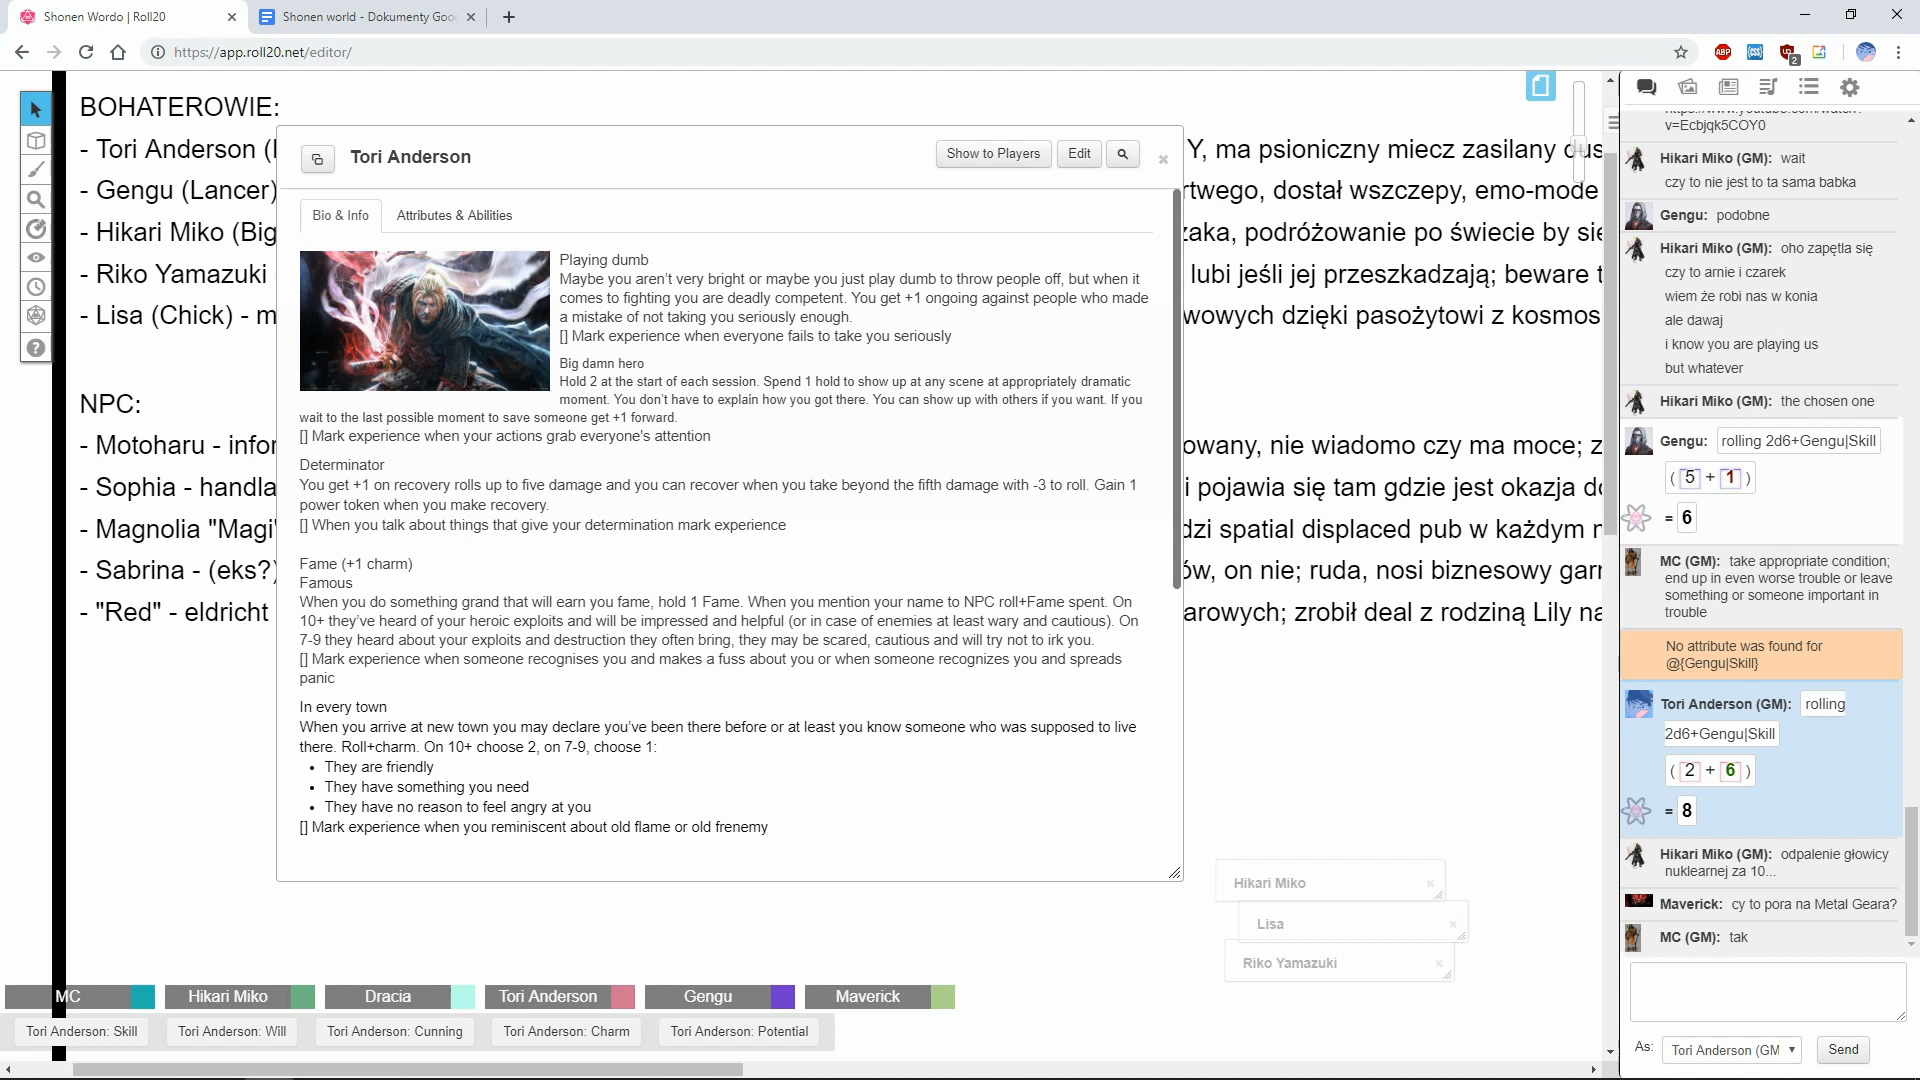 Shonen Wordo | Roll20
Shonen world - Dokumenty Goo
https://app.roll20.net/editor/
ABP
2
BOHATEROWIE:
- Tori Anderson (
- Gengu (Lancer)
- Hikari Miko (Big
- Riko Yamazuki
- Lisa (Chick) - m
NPC:
- Motoharu - infor
- Sophia - handla
- Magnolia "Magi"
- Sabrina - (eks?)
- "Red" - eldricht
Y, ma psioniczny miecz zasilany dus
rtwego, dostał wszczepy, emo-mode
zaka, podróżowanie po świecie by się
lubi jeśli jej przeszkadzają; beware
wowych dzięki pasożytowi z kosmos
owany, nie wiadomo czy ma moce; z
i pojawia się tam gdzie jest okazja do
dzi spatial displaced pub w każdym
ów, on nie; ruda, nosi biznesowy gar
arowych; zrobił deal z rodziną Lily na
Tori Anderson
Show to Players
Edit
Bio & Info
Attributes & Abilities
Playing dumb
Maybe you aren't very bright or maybe you just play dumb to throw people off, but when it
comes to fighting you are deadly competent. You get +1 ongoing against people who made
a mistake of not taking you seriously enough.
[] Mark experience when everyone fails to take you seriously
Big damn hero
Hold 2 at the start of each session. Spend 1 hold to show up at any scene at appropriately dramatic
moment. You don't have to explain how you got there. You can show up with others if you want. If you
wait to the last possible moment to save someone get +1 forward.
[] Mark experience when your actions grab everyone's attention
Determinator
You get +1 on recovery rolls up to five damage and you can recover when you take beyond the fifth damage with -3 to roll. Gain 1
power token when you make recovery.
[] When you talk about things that give your determination mark experience
Fame (+1 charm)
Famous
When you do something grand that will earn you fame, hold 1 Fame. When you mention your name to NPC roll+Fame spent. On
10+ they've heard of your heroic exploits and will be impressed and helpful (or in case of enemies at least wary and cautious). On
7-9 they heard about your exploits and destruction they often bring, they may be scared, cautious and will try not to irk you.
[] Mark experience when someone recognises you and makes a fuss about you or when someone recognizes you and spreads
panic
In every town
When you arrive at new town you may declare you've been there before or at least you know someone who was supposed to live
there. Roll+charm. On 10+ choose 2, on 7-9, choose 1:
• They are friendly
• They have something you need
• They have no reason to feel angry at you
[] Mark experience when you reminiscent about old flame or old frenemy
Hikari Miko
Lisa
Riko Yamazuki
MC
Hikari Miko
Dracia
Tori Anderson
Gengu
Maverick
Tori Anderson: Skill
Tori Anderson: Will
Tori Anderson: Cunning
Tori Anderson: Charm
Tori Anderson: Potential
v=Ecbjqk5COY0
Hikari Miko (GM): wait
czy to nie jest to ta sama babka
Gengu: podobne
Hikari Miko (GM): oho zapętla się
czy to arnie i czarek
wiem że robi nas w konia
ale dawaj
i know you are playing us
but whatever
Hikari Miko (GM): the chosen one
Gengu: rolling 2d6+Gengu|Skill
( 5 + 1 )
= 6
MC (GM): take appropriate condition;
end up in even worse trouble or leave
something or someone important in
trouble
No attribute was found for
@{Gengu|Skill}
Tori Anderson (GM): rolling
2d6+Gengu|Skill
( 2 + 6 )
= 8
Hikari Miko (GM): odpalenie głowicy
nuklearnej za 10...
Maverick: cy to pora na Metal Geara?
MC (GM): tak
As:
Tori Anderson (GM
Send